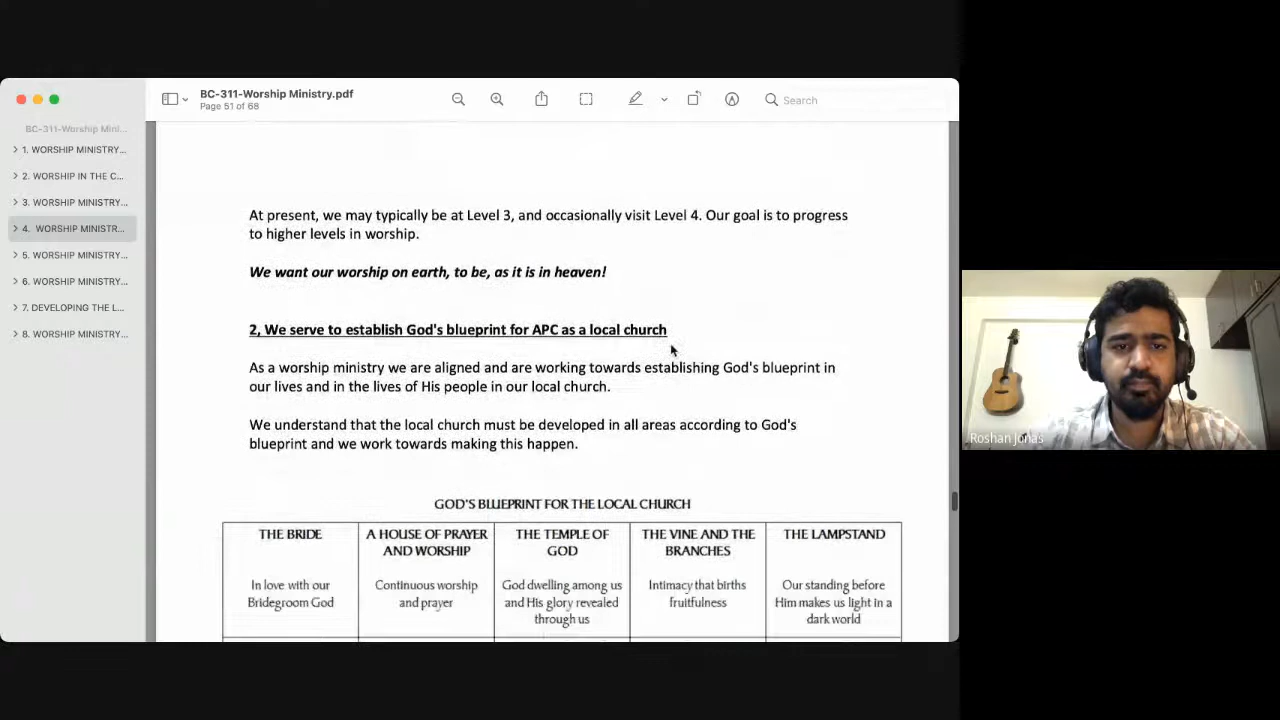 BC-311-Worship Ministry.pdf
Page 51 of 68
Search
BC-311-Worship Mini...
1. WORSHIP MINISTRY...
2. WORSHIP IN THE C...
3. WORSHIP MINISTRY...
4. WORSHIP MINISTR...
5. WORSHIP MINISTRY...
6. WORSHIP MINISTRY...
7. DEVELOPING THE L...
8. WORSHIP MINISTRY...
At present, we may typically be at Level 3, and occasionally visit Level 4. Our goal is to progress
to higher levels in worship.
We want our worship on earth, to be, as it is in heaven!
2, We serve to establish God's blueprint for APC as a local church
As a worship ministry we are aligned and are working towards establishing God's blueprint in
our lives and in the lives of His people in our local church.
We understand that the local church must be developed in all areas according to God's
blueprint and we work towards making this happen.
GOD'S BLUEPRINT FOR THE LOCAL CHURCH
THE BRIDE
In love with our
Bridegroom God
A HOUSE OF PRAYER
AND WORSHIP
Continuous worship
and prayer
THE TEMPLE OF
GOD
God dwelling among us
and His glory revealed
through us
THE VINE AND THE
BRANCHES
Intimacy that births
fruitfulness
THE LAMPSTAND
Our standing before
Him makes us light in a
dark world
Roshan Jonas